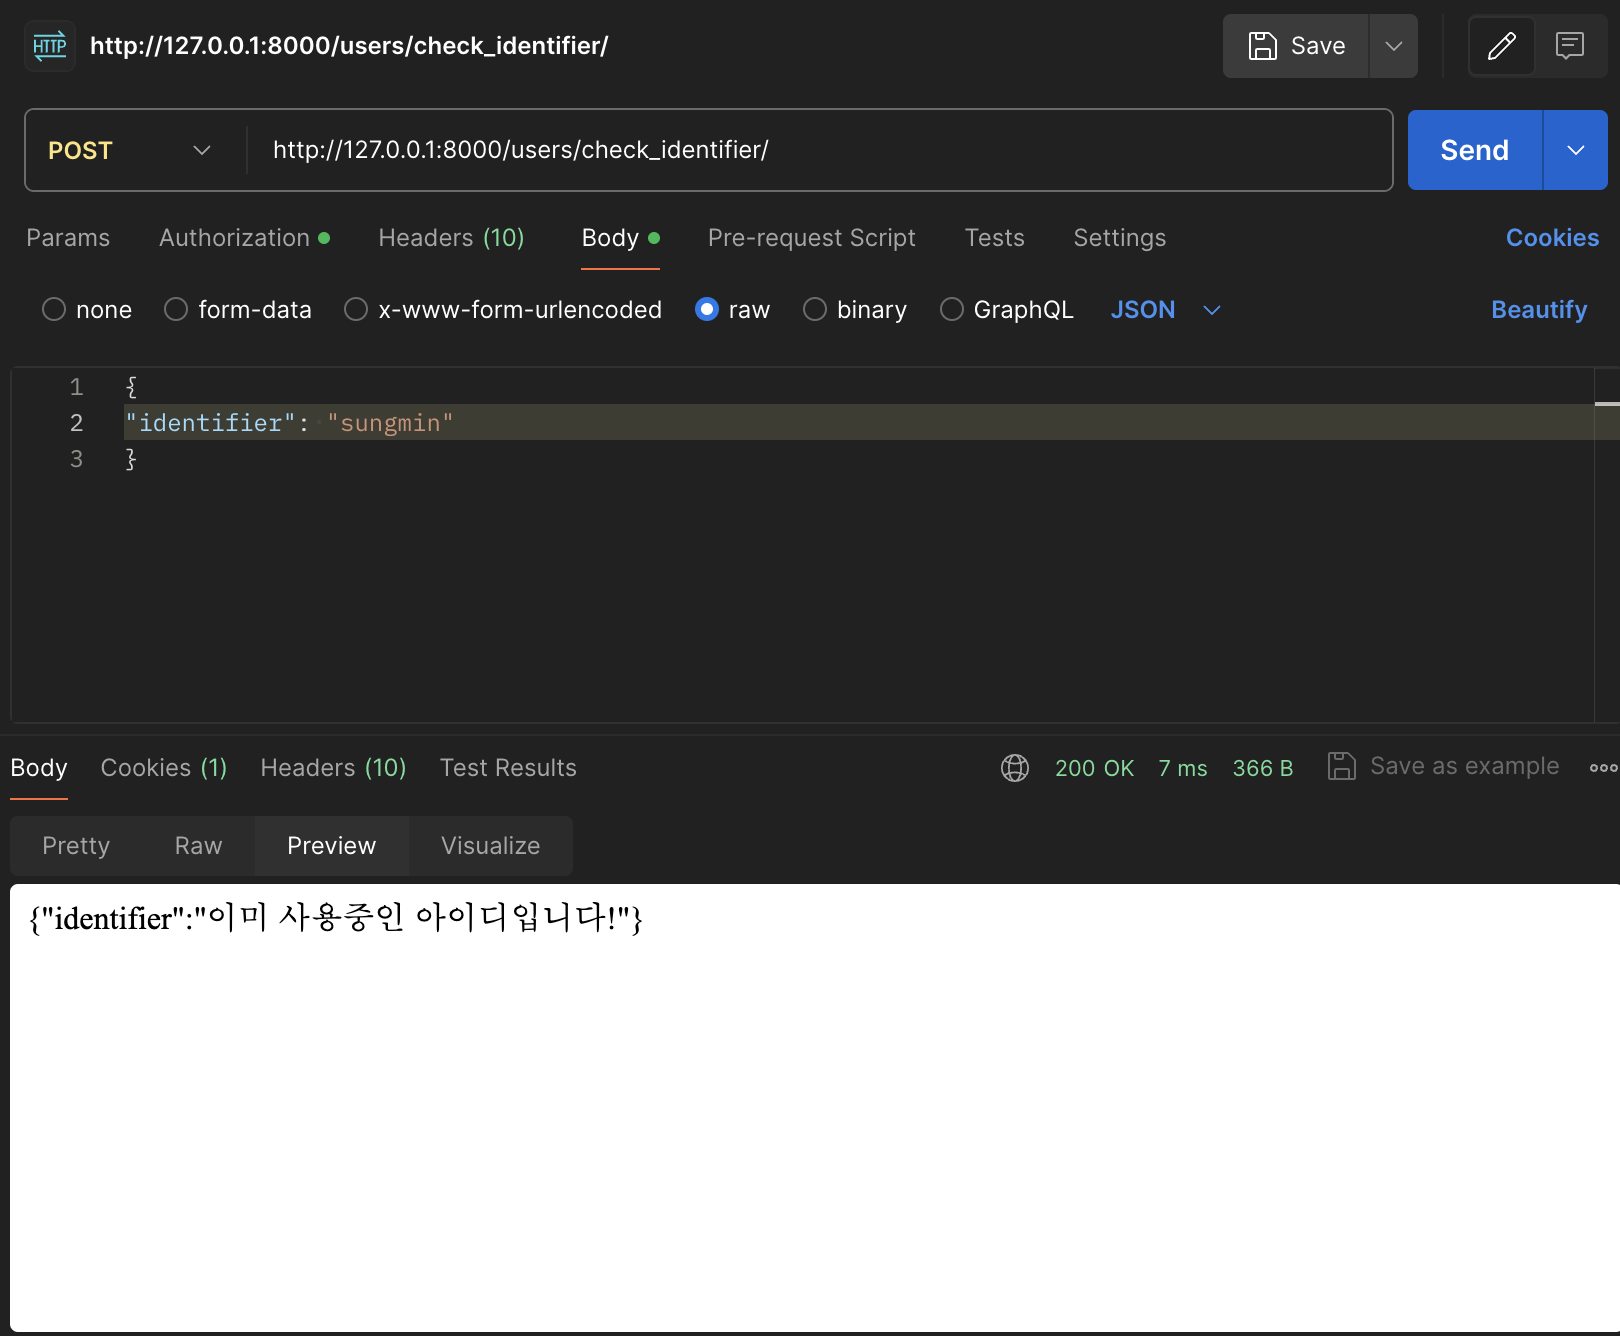 HTTP http://127.0.0.1:8000/users/check_identifier/ Save
POST http://127.0.0.1:8000/users/check_identifier/ Send
Params Authorization Headers (10) Body Pre-request Script Tests Settings Cookies
none form-data x-www-form-urlencoded raw binary GraphQL JSON Beautify
1 {
2 "identifier": "sungmin"
3 }
Body Cookies (1) Headers (10) Test Results 200 OK 7 ms 366 B Save as example
Pretty Raw Preview Visualize
{"identifier":"이미 사용중인 아이디입니다!"}